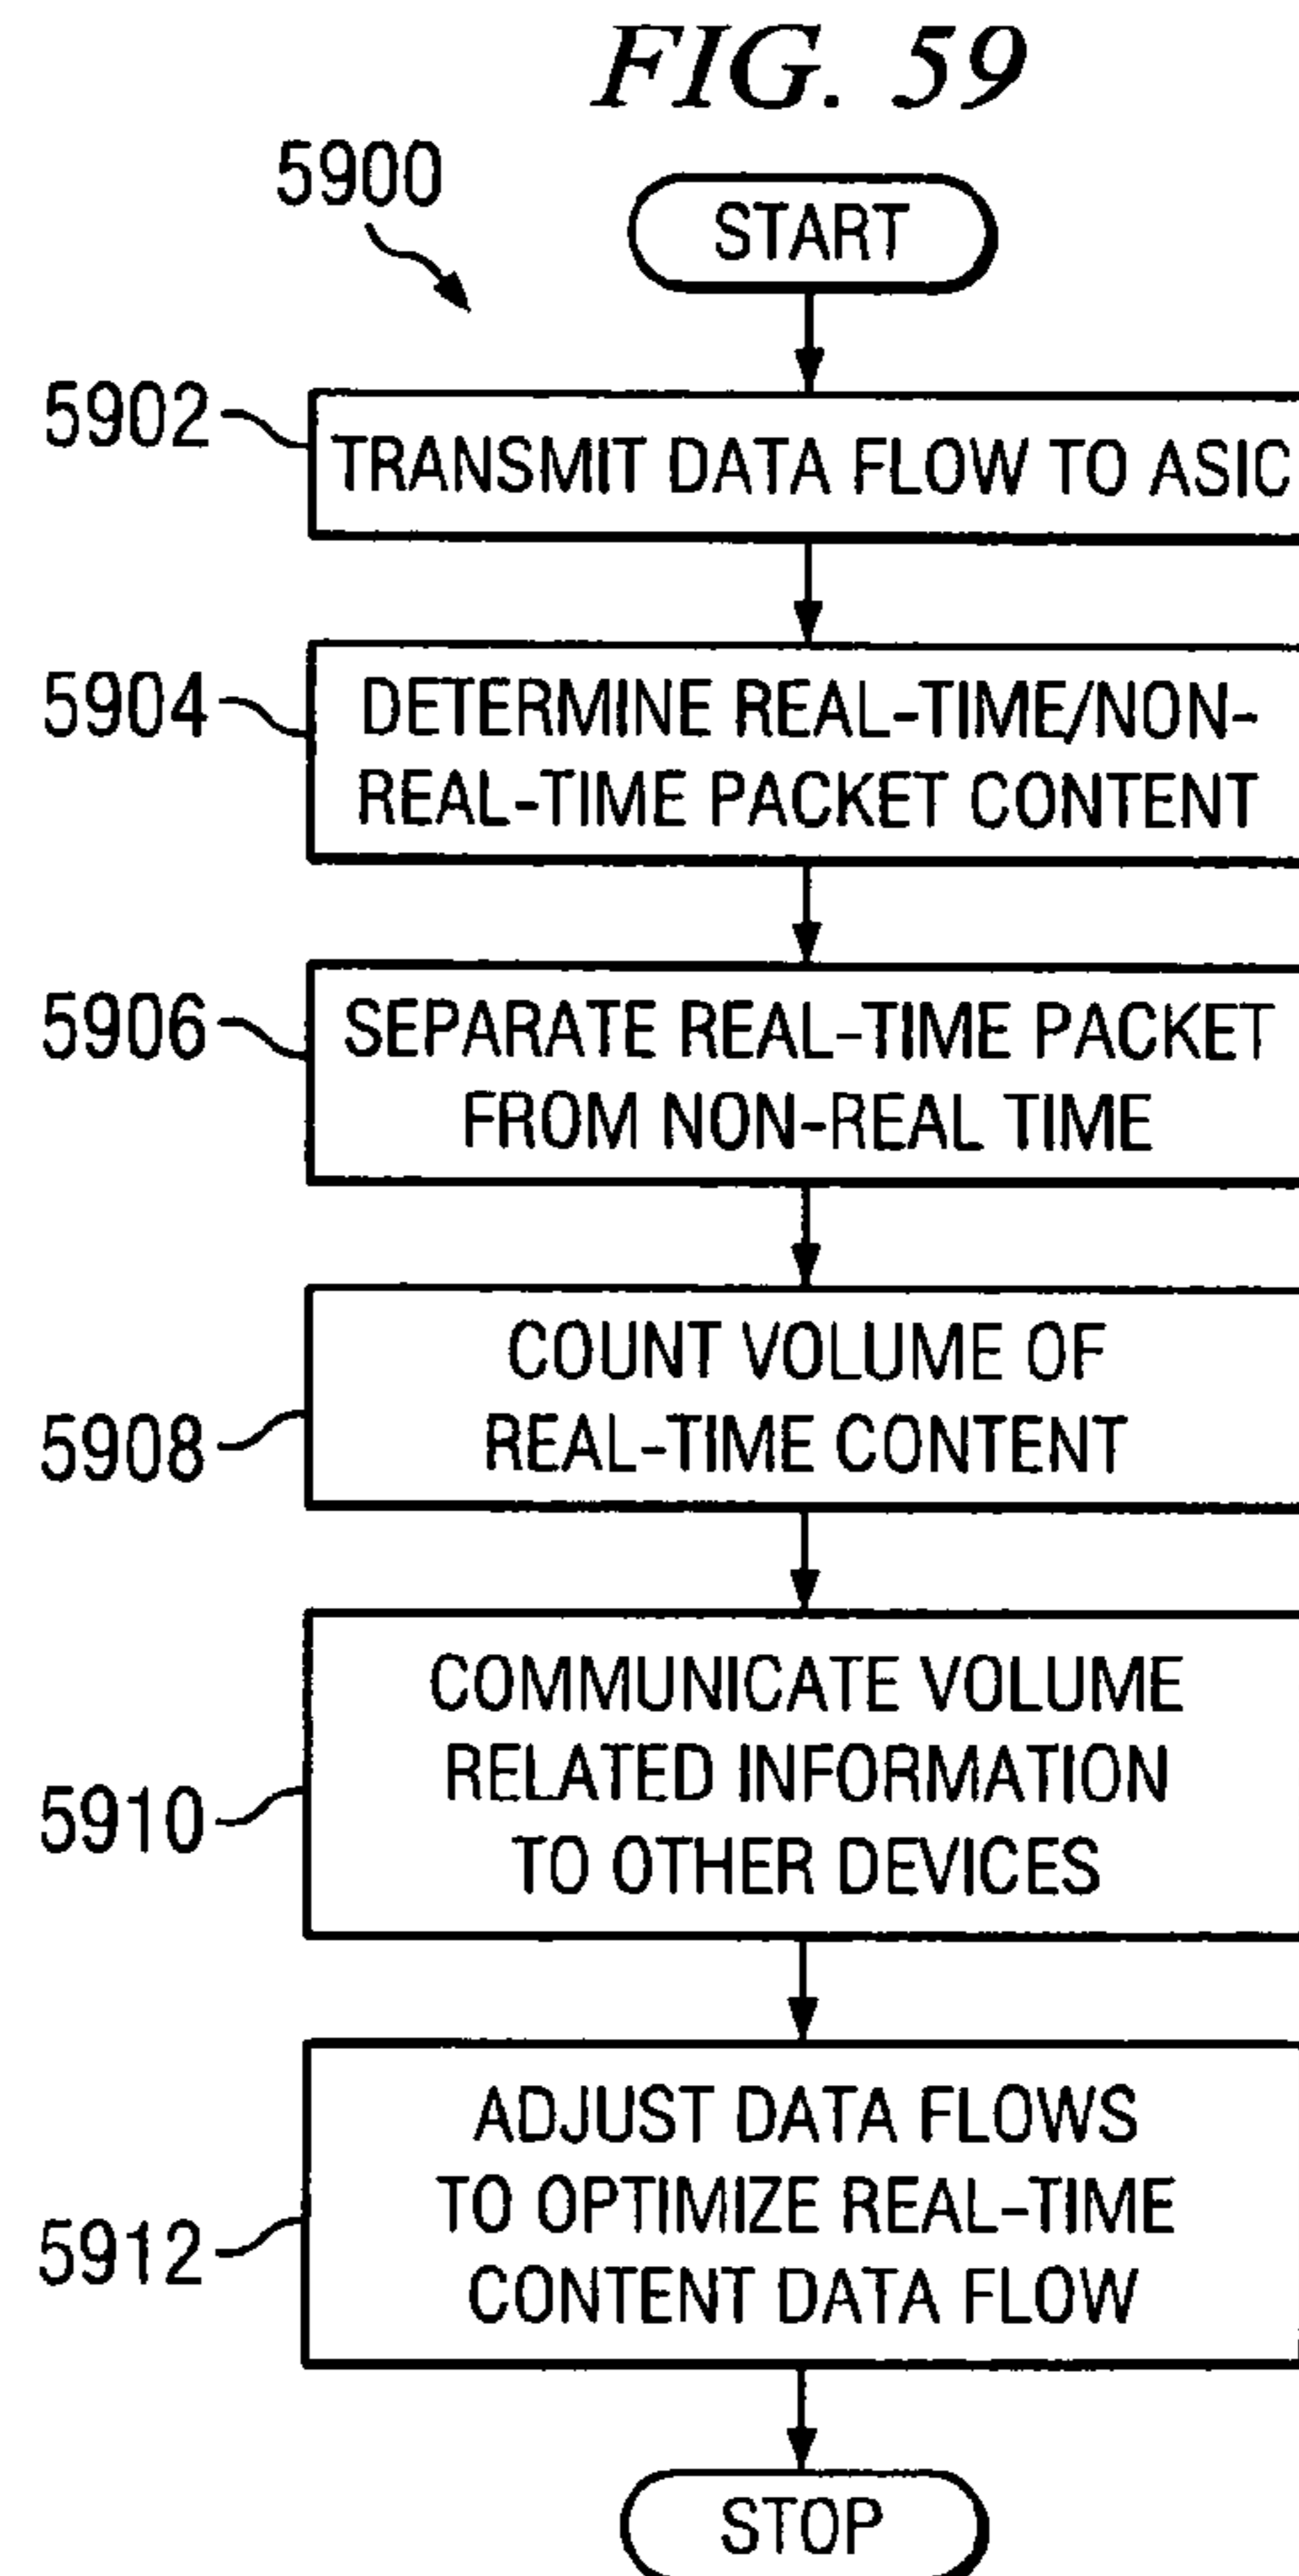 FIG. 59
5900
START
5902
TRANSMIT DATA FLOW TO ASIC
5904
DETERMINE REAL-TIME/NON-
REAL-TIME PACKET CONTENT
5906
SEPARATE REAL-TIME PACKET
FROM NON-REAL TIME
5908
COUNT VOLUME OF
REAL-TIME CONTENT
5910
COMMUNICATE VOLUME
RELATED INFORMATION
TO OTHER DEVICES
5912
ADJUST DATA FLOWS
TO OPTIMIZE REAL-TIME
CONTENT DATA FLOW
STOP